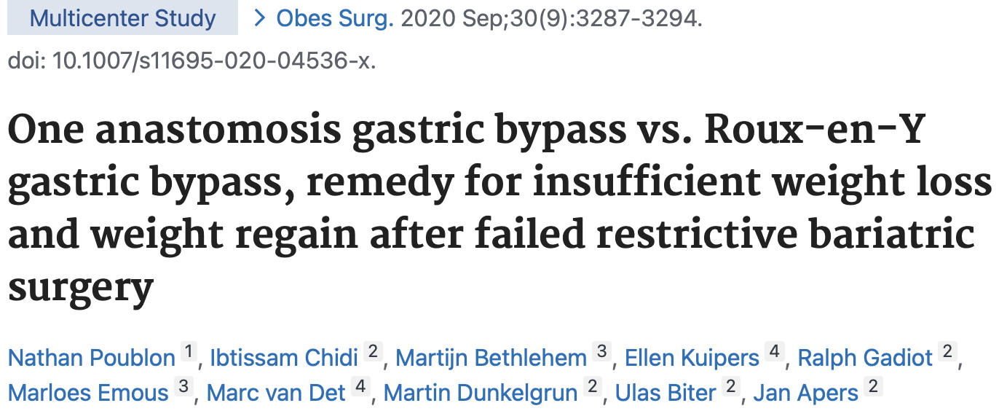 Multicenter Study > Obes Surg. 2020 Sep;30(9):3287-3294.
doi: 10.1007/s11695-020-04536-x.
One anastomosis gastric bypass vs. Roux-en-Y
gastric bypass, remedy for insufficient weight loss
and weight regain after failed restrictive bariatric
surgery
Nathan Poublon 1, Ibtissam Chidi 2, Martijn Bethlehem 3, Ellen Kuipers 4, Ralph Gadiot 2,
Marloes Emous 3, Marc van Det 4, Martin Dunkelgrun 2, Ulas Biter 2, Jan Apers 2